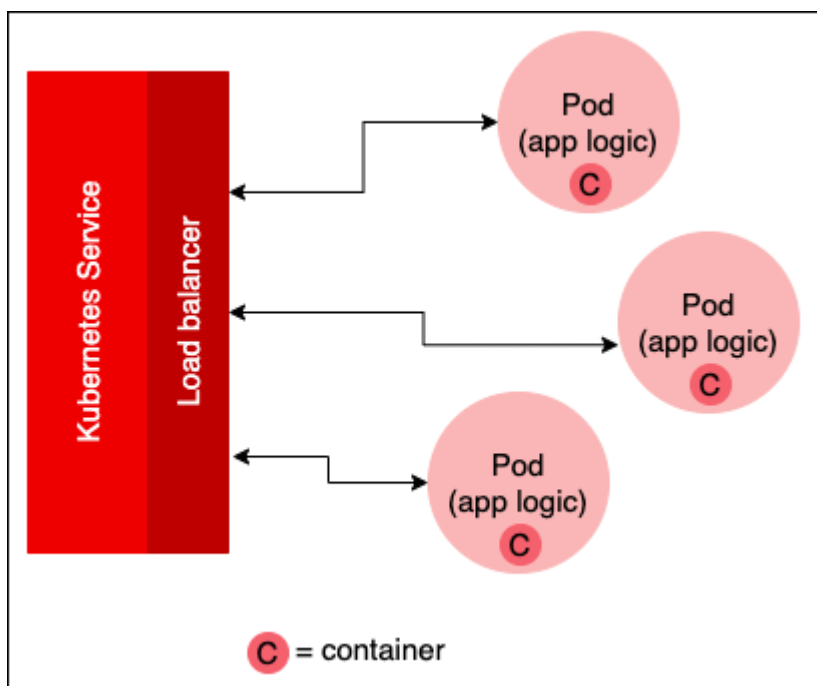 Kubernetes Service
Load balancer
Pod
(app logic)
C
Pod
(app logic)
C
Pod
(app logic)
C
C = container